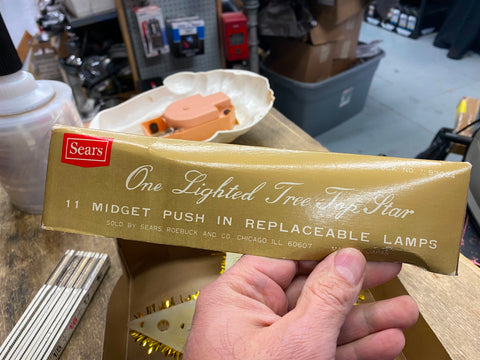 Sears
One Lighted Tree Top Star
11 MIDGET PUSH IN REPLACEABLE LAMPS
SOLD BY SEARS ROEBUCK AND CO CHICAGO ILL 60607